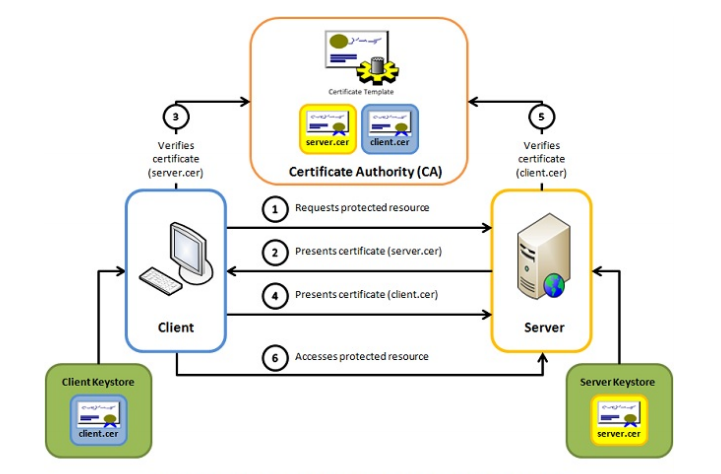 Certificate Template
server.cer
client.cer
Certificate Authority (CA)
3
Verifies
certificate
(server.cer)
5
Verifies
certificate
(client.cer)
1 Requests protected resource
2 Presents certificate (server.cer)
4 Presents certificate (client.cer)
Client
Server
6 Accesses protected resource
Client Keystore
client.cer
Server Keystore
server.cer